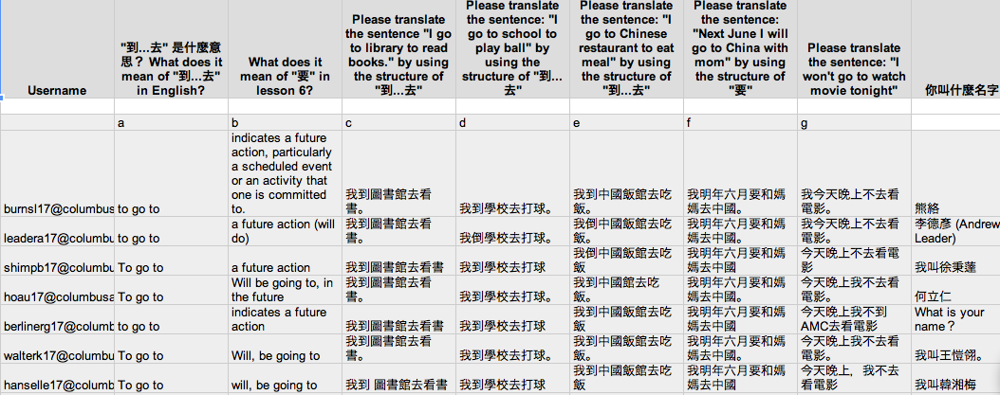 Username
"到...去" 是什麼意
思？ What does it
mean of "到...去"
in English?
What does it
mean of "要" in
lesson 6?
Please translate
the sentence "I go
to library to read
books." by using
the structure of
"到...去"
Please translate
the sentence: "I
go to school to
play ball" by
using the
structure of "到...
去"
Please translate
the sentence: "I
go to Chinese
restaurant to eat
meal" by using
the structure of
"到...去"
Please translate
the sentence:
"Next June I will
go to China with
mom" by using
the structure of
"要"
Please translate
the sentence: "I
won't go to watch
movie tonight"
你叫什麼名字
a
b
c
d
e
f
g
burnsl17@columbus
to go to
indicates a future
action, particularly
a scheduled event
or an activity that
one is committed
to.
我到圖書館去看
書。
我到學校去打球。
我到中國飯館去吃
飯。
我明年六月要和媽
媽去中國。
我今天晚上不去看
電影。
熊絡
leadera17@columbu
to go to
a future action (will
do)
我到圖書館去看
書。
我倒學校去打球。
我倒中國飯館去吃
飯。
我明年六月要和媽
媽去中國。
我今天晚上不去看
電影。
李德彥 (Andrew
Leader)
shimpb17@columbu
To go to
a future action
我到圖書館去看書
我到學校去打球
我倒中國飯館去吃
飯
我明年六月要和媽
媽去中國
今天晚上不去看電
影
我叫徐秉蓮
hoau17@columbusa
To go to
Will be going to, in
the future
我到圖書館去看
書。
我到學校去打球。
我到中國館去吃
飯。
我明年六月要和媽
媽去中國。
今天晚上我不去看
電影。
何立仁
berlinerg17@columb
to go to
indicates a future
action
我到圖書館去看書
我到學校去打球
我到中國飯館去吃
飯
我明年六月要和媽
媽去中國
今天晚上我不到
AMC去看電影
What is your
name？
walterk17@columbu
To go to
Will, be going to
我到圖書館去看
書。
我到學校去打球。
我到中國飯館去吃
飯。
我明年六月要和媽
媽去中國。
今天晚上我不去看
電影。
我叫王愷翎。
hanselle17@columb
To go to
will, be going to
我到 圖書館去看書
我到學校去打球
我到中國飯館去吃
飯
我明年六月要和媽
媽去中國
今天晚上，我不去
看電影
我叫韓湘梅